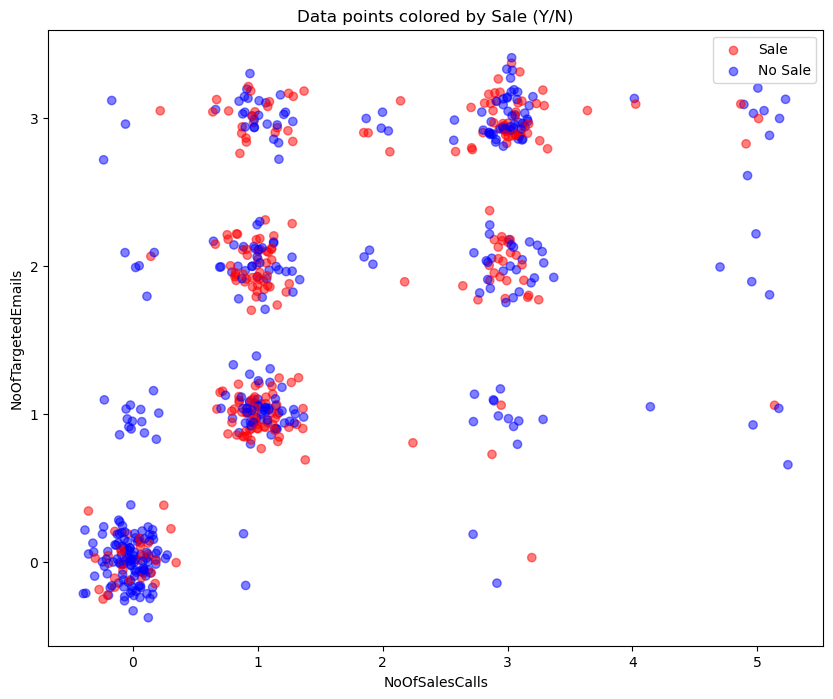 Data points colored by Sale (Y/N)
Sale
No Sale
NoOfTargetedEmails
3
2
1
0
0 1 2 3 4 5
NoOfSalesCalls